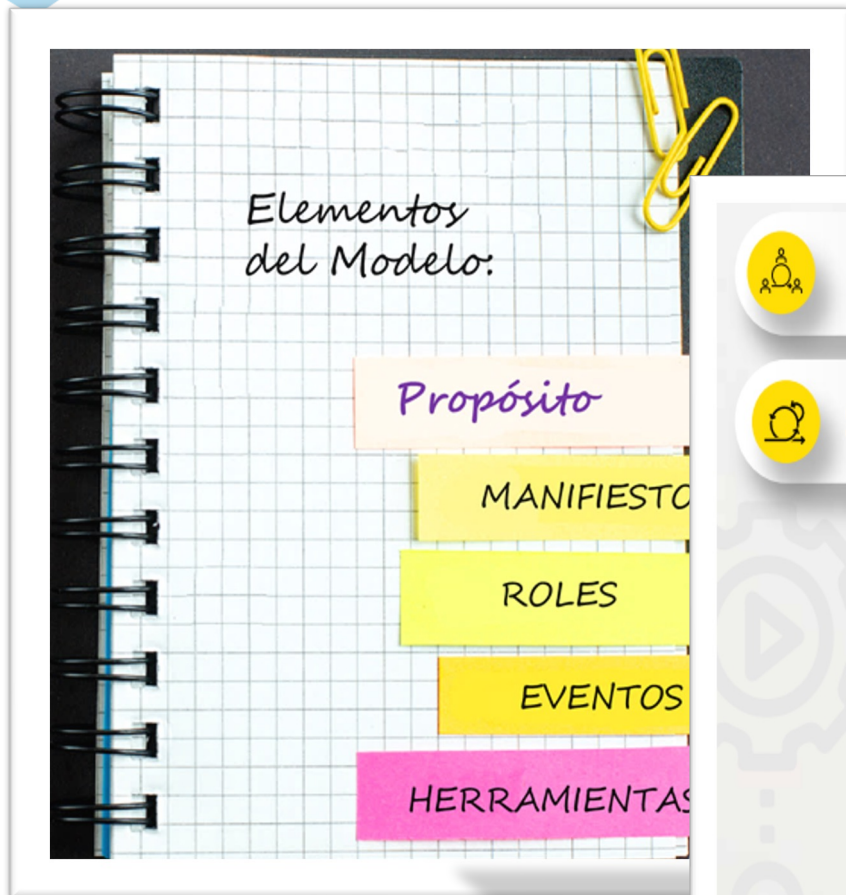 Elementos
del Modelo:
Propósito
MANIFIESTO
ROLES
EVENTOS
HERRAMIENTAS